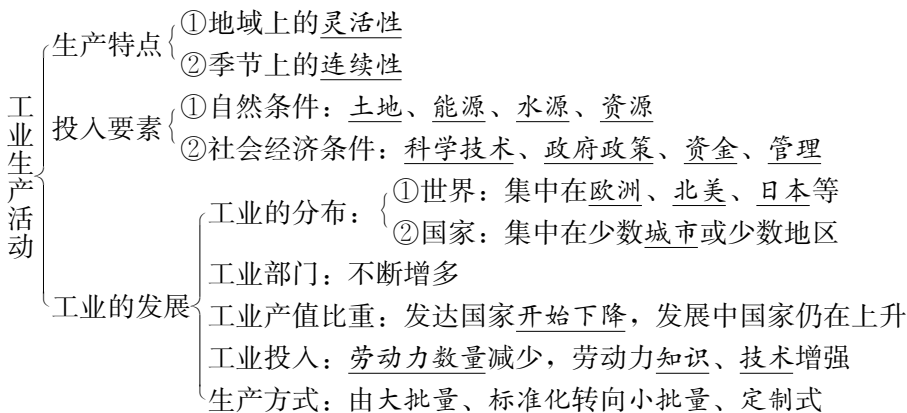 工业生产活动
生产特点
①地域上的灵活性
②季节上的连续性
投入要素
①自然条件：土地、能源、水源、资源
②社会经济条件：科学技术、政府政策、资金、管理
工业的发展
工业的分布：
①世界：集中在欧洲、北美、日本等
②国家：集中在少数城市或少数地区
工业部门：不断增多
工业产值比重：发达国家开始下降，发展中国家仍在上升
工业投入：劳动力数量减少，劳动力知识、技术增强
生产方式：由大批量、标准化转向小批量、定制式